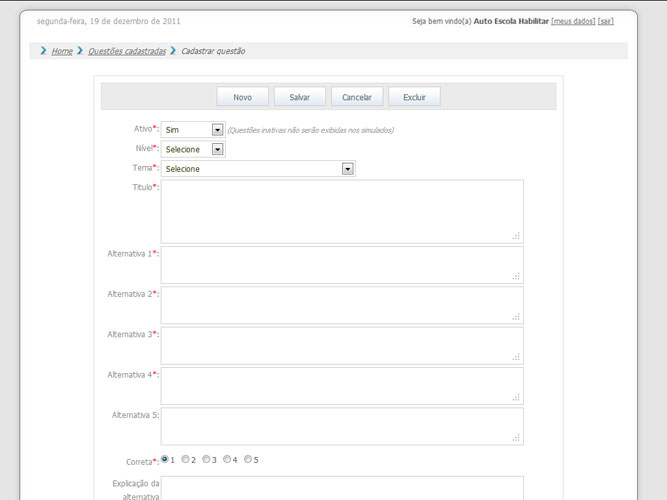 segunda-feira, 19 de dezembro de 2011
Seja bem vindo(a) Auto Escola Habilitar [meus dados] [sair]
Home Questões cadastradas Cadastrar questão
Novo Salvar Cancelar Excluir
Ativo*: Sim (Questões inativas não serão exibidas nos simulados)
Nível*: Selecione
Tema*: Selecione
Titulo*:
Alternativa 1*:
Alternativa 2*:
Alternativa 3*:
Alternativa 4*:
Alternativa 5:
Correta*: 1 2 3 4 5
Explicação da
alternativa